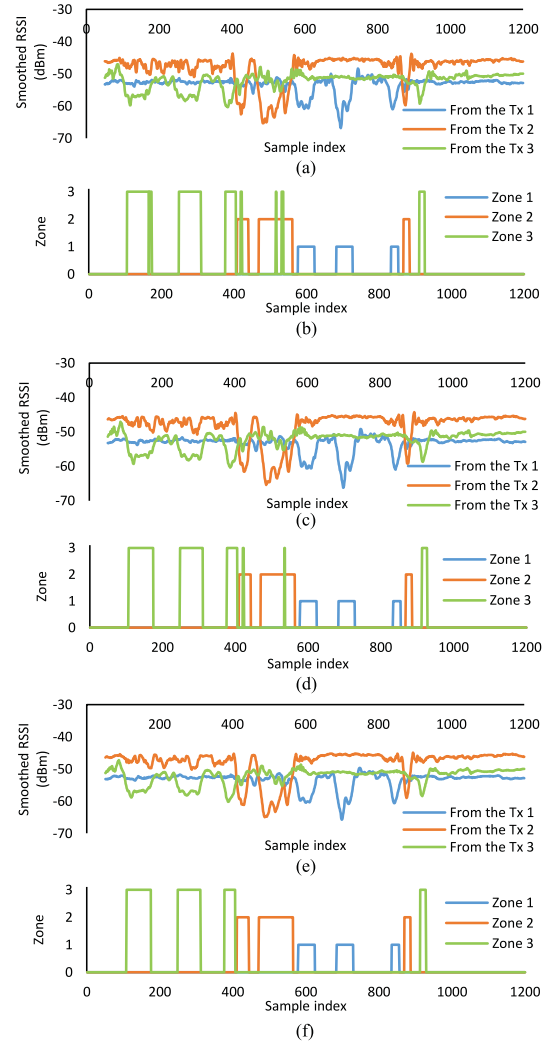 -30
0 200 400 600 800 1000 1200
-40
-50
-60
-70
Smoothed RSSI
(dBm)
From the Tx 1
From the Tx 2
From the Tx 3
Sample index
(a)
3
2
1
0
Zone
Zone 1
Zone 2
Zone 3
0 200 400 600 800 1000 1200
Sample index
(b)
-30
0 200 400 600 800 1000 1200
-40
-50
-60
-70
Smoothed RSSI
(dBm)
From the Tx 1
From the Tx 2
From the Tx 3
Sample index
(c)
3
2
1
0
Zone
Zone 1
Zone 2
Zone 3
0 200 400 600 800 1000 1200
Sample index
(d)
-30
200 400 600 800 1000 1200
-40
-50
-60
-70
Smoothed RSSI
(dBm)
From the Tx 1
From the Tx 2
From the Tx 3
Sample index
(e)
3
2
1
0
Zone
Zone 1
Zone 2
Zone 3
0 200 400 600 800 1000 1200
Sample index
(f)